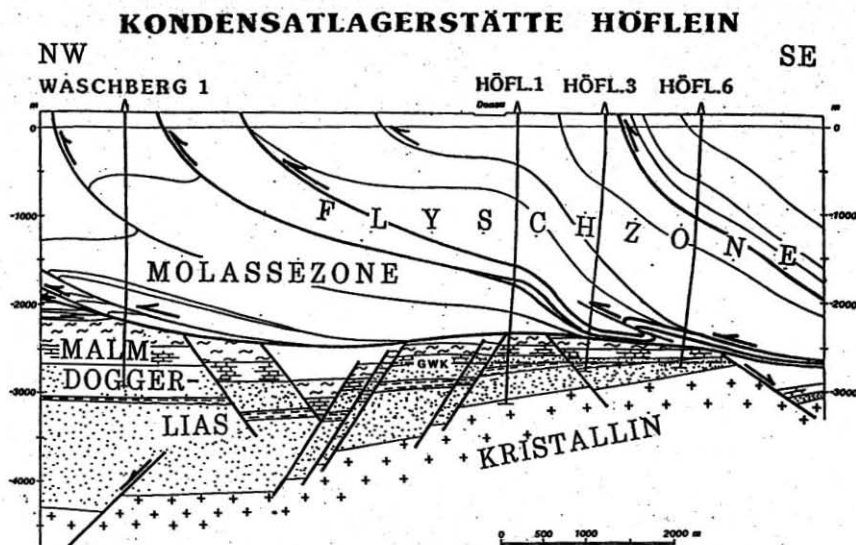 KONDENSATLAGERSTÄTTE HÖFLEIN
NW SE
WASCHBERG 1 HÖFL.1 HÖFL.3 HÖFL.6
Donau
m m
0 0
-1000 -1000
FLYSCHZONE
MOLASSEZONE
-2000 -2000
MALM
GWK
DOGGER-
-3000 -3000
LIAS
KRISTALLIN
-4000
0 500 1000 2000 m